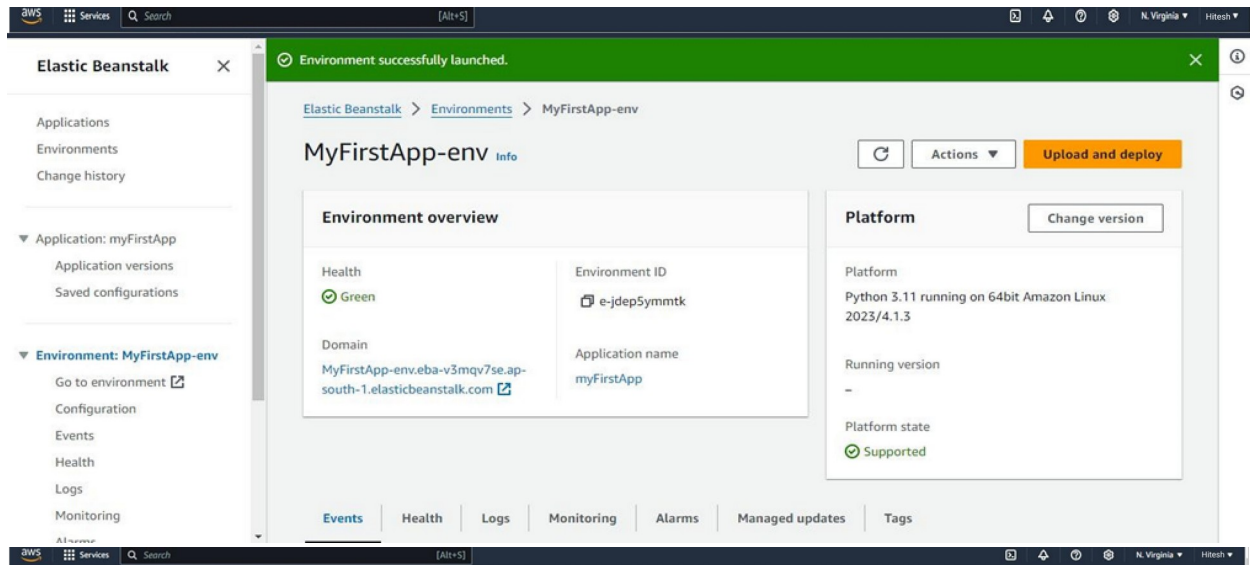 aws Services Search [Alt+S] N. Virginia Hitesh
Elastic Beanstalk
Applications
Environments
Change history
Application: myFirstApp
Application versions
Saved configurations
Environment: MyFirstApp-env
Go to environment
Configuration
Events
Health
Logs
Monitoring
Alarms
Environment successfully launched.
Elastic Beanstalk > Environments > MyFirstApp-env
MyFirstApp-env Info
Actions
Upload and deploy
Environment overview
Health
Green
Domain
MyFirstApp-env.eba-v3mqv7se.ap-
south-1.elasticbeanstalk.com
Environment ID
e-jdep5ymmtk
Application name
myFirstApp
Platform
Change version
Platform
Python 3.11 running on 64bit Amazon Linux
2023/4.1.3
Running version
–
Platform state
Supported
Events Health Logs Monitoring Alarms Managed updates Tags
aws Services Search [Alt+S] N. Virginia Hitesh